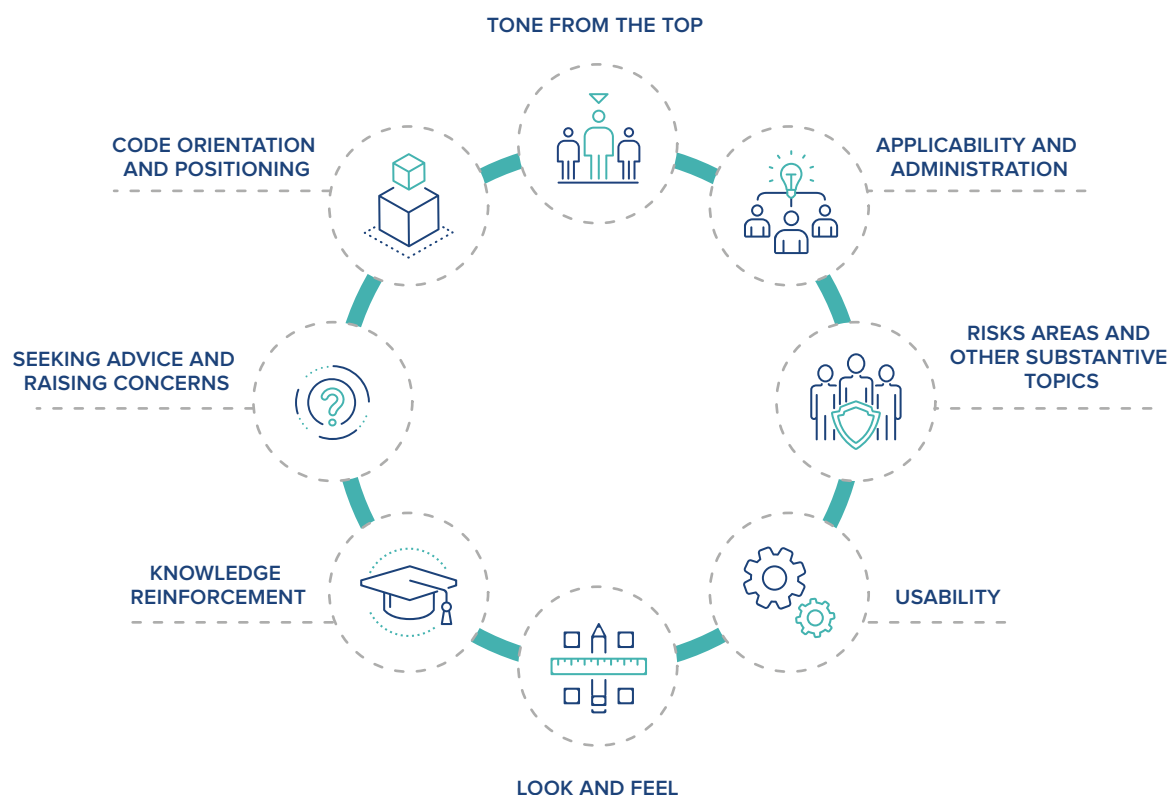 TONE FROM THE TOP
CODE ORIENTATION
AND POSITIONING
APPLICABILITY AND
ADMINISTRATION
SEEKING ADVICE AND
RAISING CONCERNS
RISKS AREAS AND
OTHER SUBSTANTIVE
TOPICS
KNOWLEDGE
REINFORCEMENT
USABILITY
LOOK AND FEEL